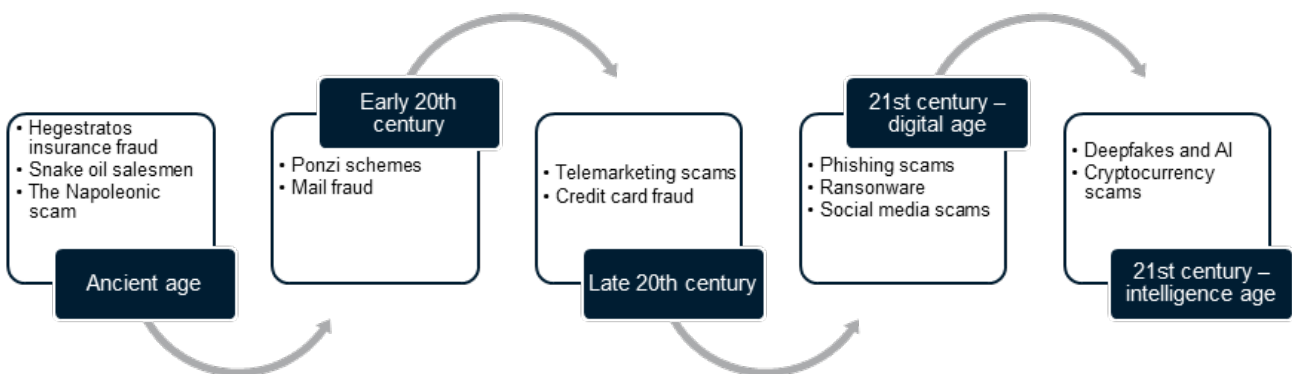 • Hegestratos
insurance fraud
• Snake oil salesmen
• The Napoleonic
scam
Ancient age
Early 20th
century
• Ponzi schemes
• Mail fraud
• Telemarketing scams
• Credit card fraud
Late 20th century
21st century –
digital age
• Phishing scams
• Ransonware
• Social media scams
• Deepfakes and AI
• Cryptocurrency
scams
21st century –
intelligence age